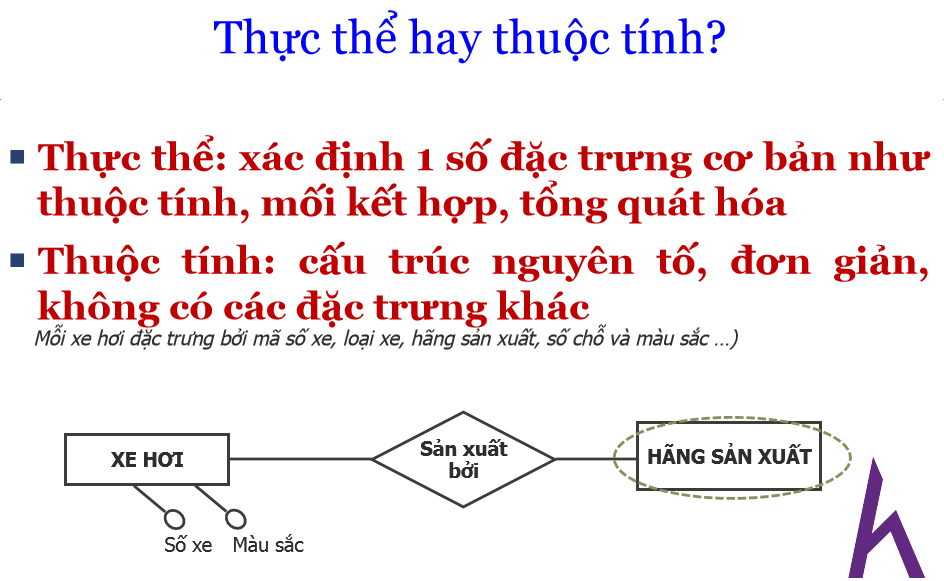 Thực thể hay thuộc tính?
Thực thể: xác định 1 số đặc trưng cơ bản như
thuộc tính, mối kết hợp, tổng quát hóa
Thuộc tính: cấu trúc nguyên tố, đơn giản,
không có các đặc trưng khác
Mỗi xe hơi đặc trưng bởi mã số xe, loại xe, hãng sản xuất, số chỗ và màu sắc ...)
XE HƠI
Sản xuất
bởi
HÃNG SẢN XUẤT
Số xe
Màu sắc